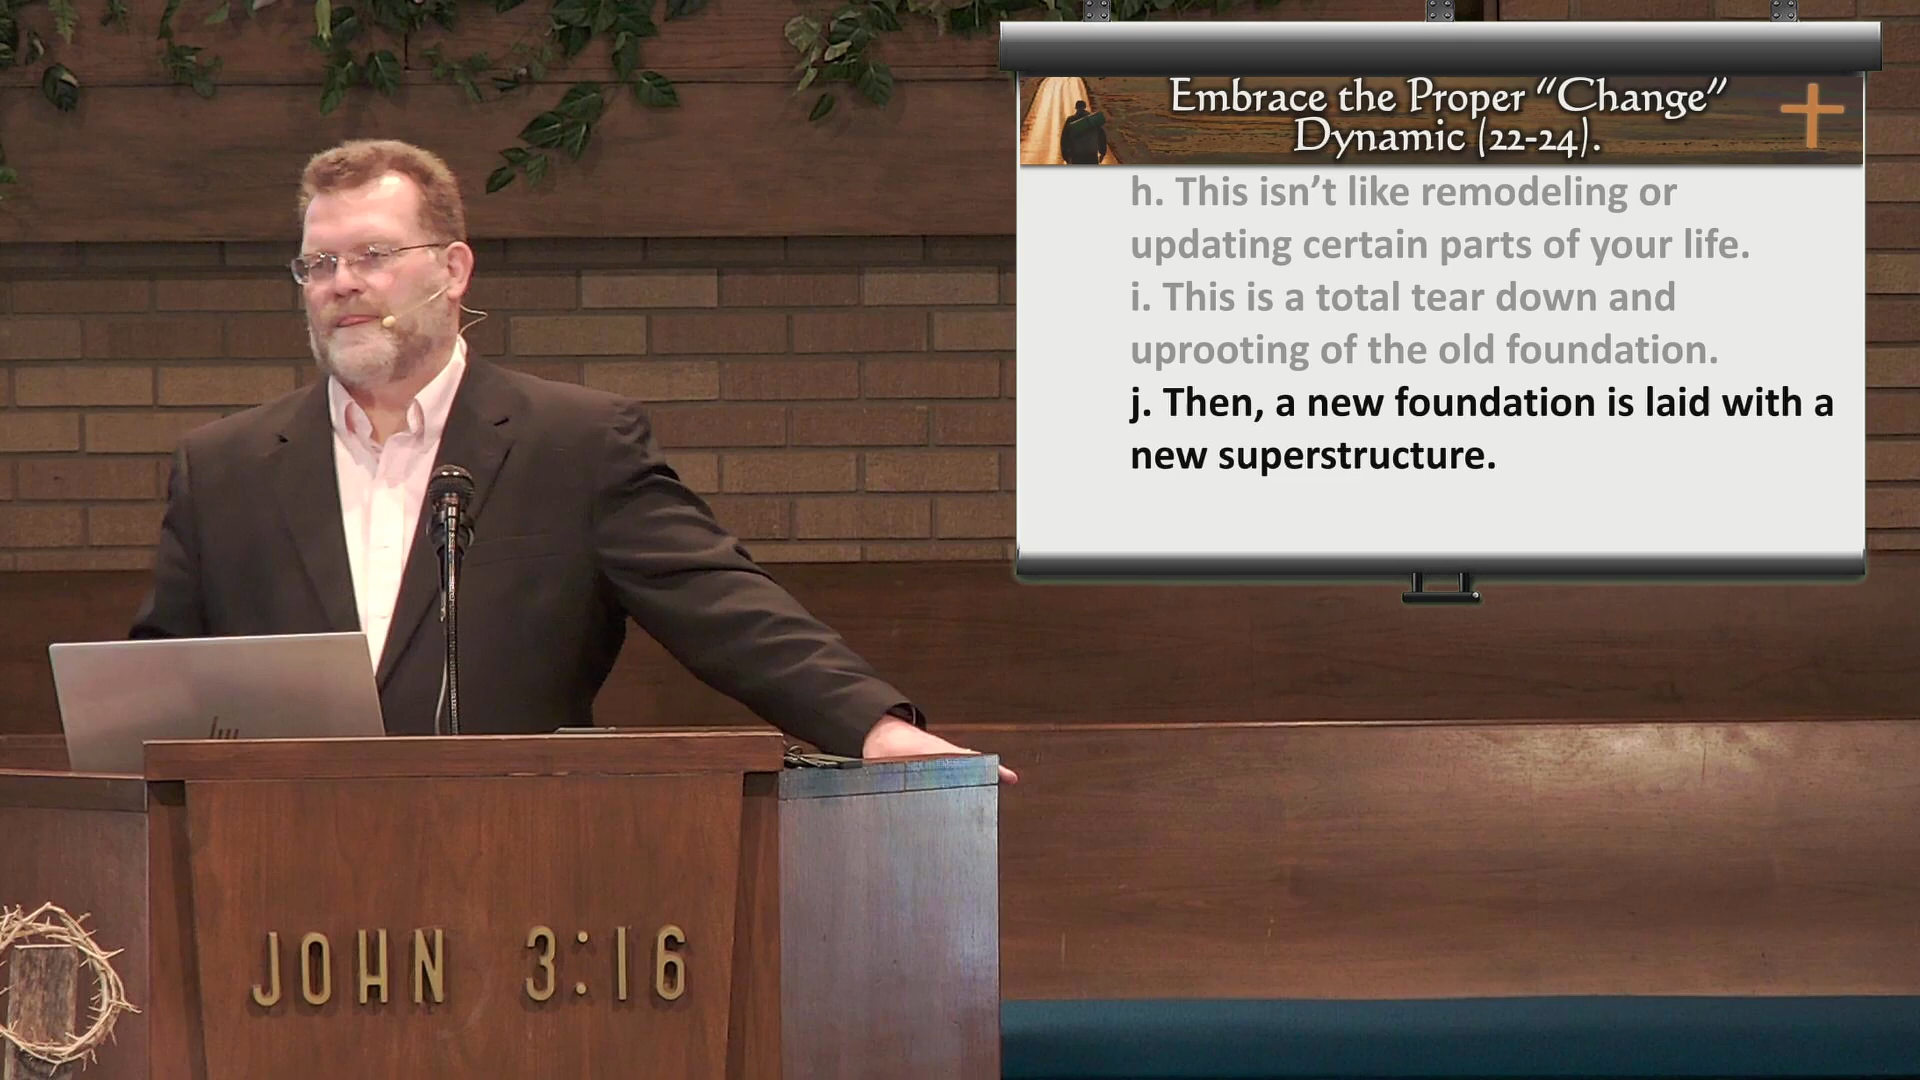 Embrace the Proper “Change”
Dynamic (22-24).
h. This isn’t like remodeling or
updating certain parts of your life.
i. This is a total tear down and
uprooting of the old foundation.
j. Then, a new foundation is laid with a
new superstructure.
hp
JOHN 3:16